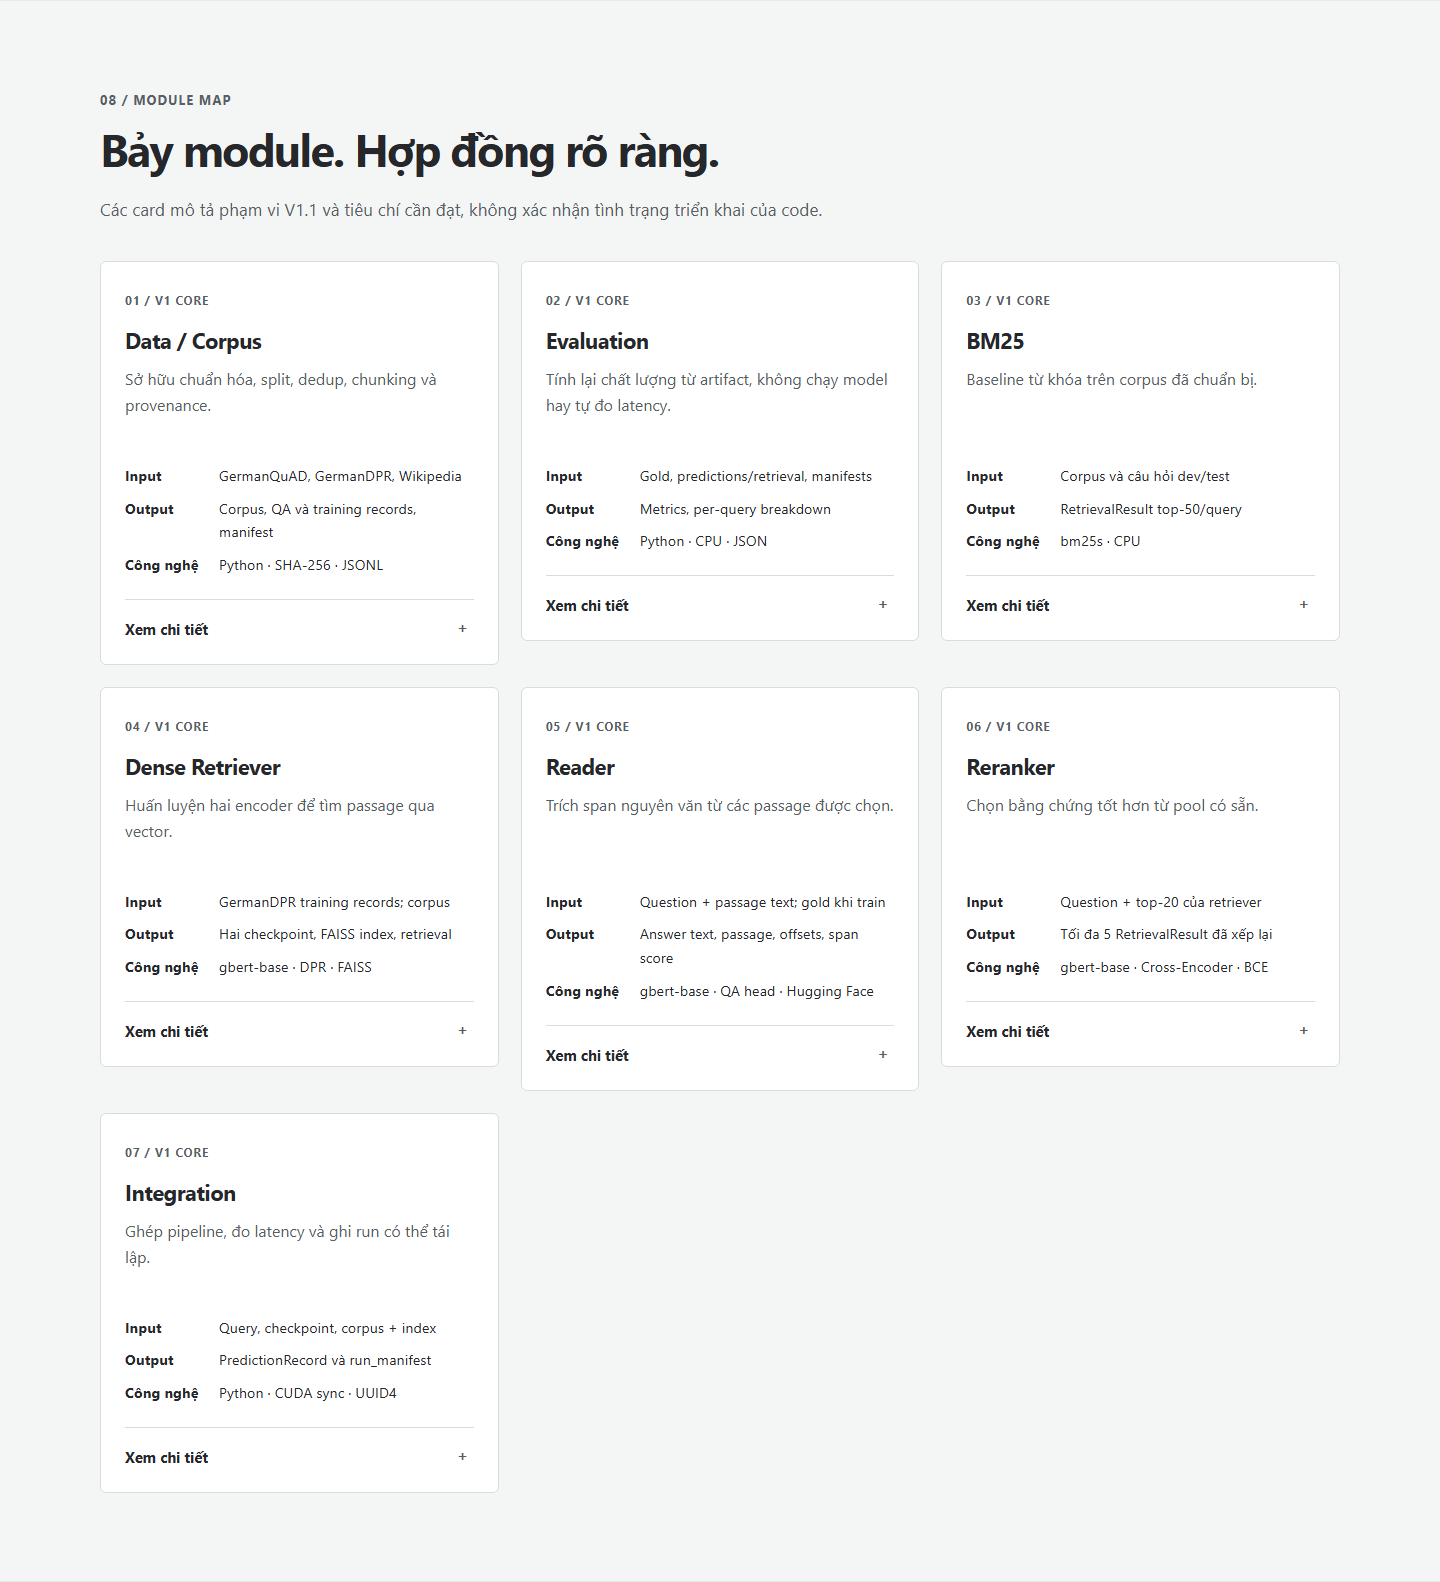 08 / MODULE MAP
Bảy module. Hợp đồng rõ ràng.
Các card mô tả phạm vi V1.1 và tiêu chí cần đạt, không xác nhận tình trạng triển khai của code.
01 / V1 CORE
Data / Corpus
Sở hữu chuẩn hóa, split, dedup, chunking và
provenance.
Input GermanQuAD, GermanDPR, Wikipedia
Output Corpus, QA và training records,
manifest
Công nghệ Python · SHA-256 · JSONL
Xem chi tiết +
02 / V1 CORE
Evaluation
Tính lại chất lượng từ artifact, không chạy model
hay tự đo latency.
Input Gold, predictions/retrieval, manifests
Output Metrics, per-query breakdown
Công nghệ Python · CPU · JSON
Xem chi tiết +
03 / V1 CORE
BM25
Baseline từ khóa trên corpus đã chuẩn bị.
Input Corpus và câu hỏi dev/test
Output RetrievalResult top-50/query
Công nghệ bm25s · CPU
Xem chi tiết +
04 / V1 CORE
Dense Retriever
Huấn luyện hai encoder để tìm passage qua
vector.
Input GermanDPR training records; corpus
Output Hai checkpoint, FAISS index, retrieval
Công nghệ gbert-base · DPR · FAISS
Xem chi tiết +
05 / V1 CORE
Reader
Trích span nguyên văn từ các passage được chọn.
Input Question + passage text; gold khi train
Output Answer text, passage, offsets, span
score
Công nghệ gbert-base · QA head · Hugging Face
Xem chi tiết +
06 / V1 CORE
Reranker
Chọn bằng chứng tốt hơn từ pool có sẵn.
Input Question + top-20 của retriever
Output Tối đa 5 RetrievalResult đã xếp lại
Công nghệ gbert-base · Cross-Encoder · BCE
Xem chi tiết +
07 / V1 CORE
Integration
Ghép pipeline, đo latency và ghi run có thể tái
lập.
Input Query, checkpoint, corpus + index
Output PredictionRecord và run_manifest
Công nghệ Python · CUDA sync · UUID4
Xem chi tiết +